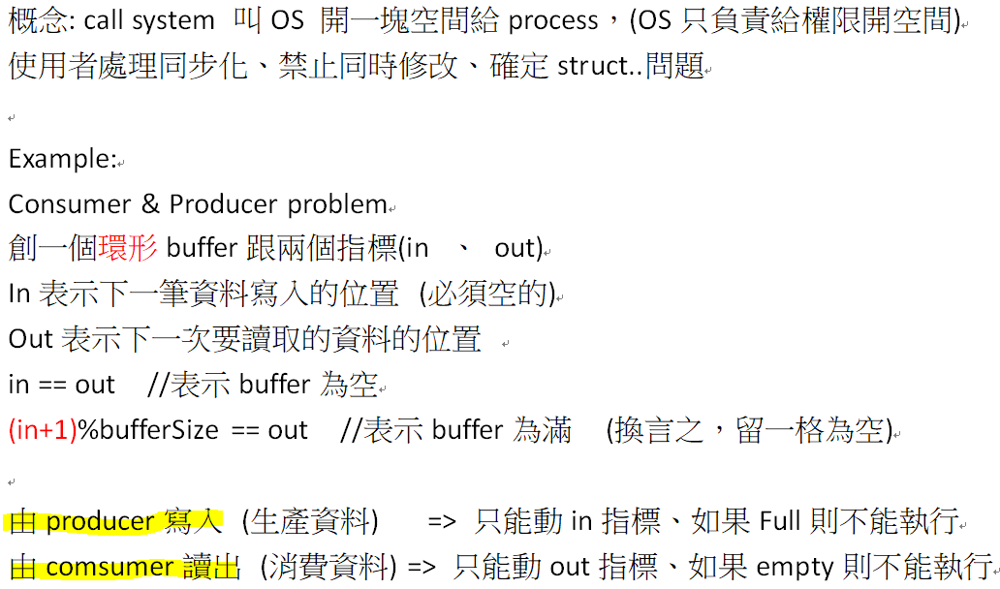 概念: call system 叫 OS 開一塊空間給 process，(OS 只負責給權限開空間)
使用者處理同步化、禁止同時修改、確定 struct..問題
Example:
Consumer & Producer problem
創一個環形 buffer 跟兩個指標(in 、 out)
In 表示下一筆資料寫入的位置 (必須空的)
Out 表示下一次要讀取的資料的位置
in == out //表示 buffer 為空
(in+1)%bufferSize == out //表示 buffer 為滿 (換言之，留一格為空)
由 producer 寫入 (生產資料) => 只能動 in 指標、如果 Full 則不能執行
由 comsumer 讀出 (消費資料) => 只能動 out 指標、如果 empty 則不能執行